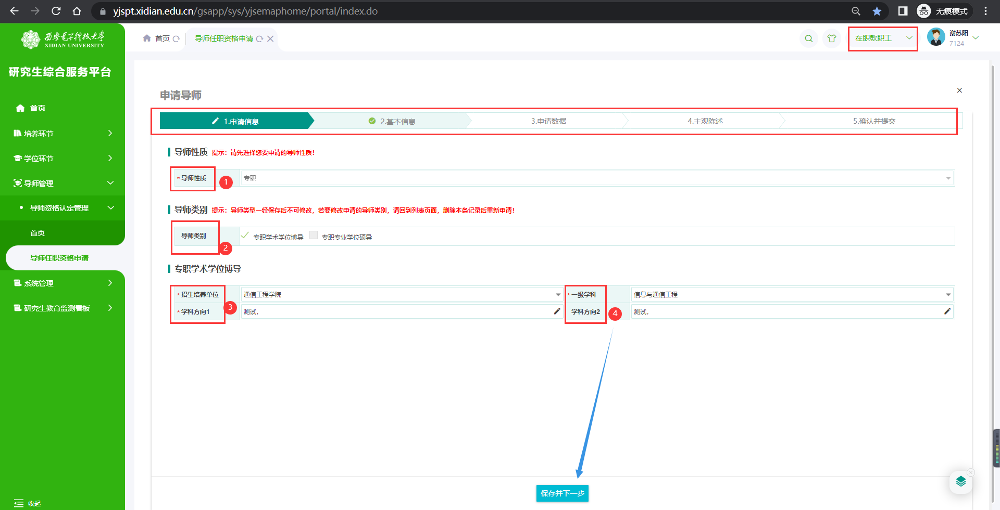 yjspt.xidian.edu.cn/gsapp/sys/yjsemaphome/portal/index.do
无痕模式
西安电子科技大学
XIDIAN UNIVERSITY
研究生综合服务平台
首页
培养环节
学位环节
导师管理
导师资格认定管理
首页
导师任职资格申请
系统管理
研究生教育监测看板
收起
首页
导师任职资格申请
在职教职工
谢苏阳
7124
申请导师
1.申请信息
2.基本信息
3.申请数据
4.主观陈述
5.确认并提交
导师性质 提示：请先选择您要申请的导师性质！
*导师性质 1 专职
导师类别 提示：导师类型一经保存后不可修改，若要修改申请的导师类别，请回到列表页面，删除本条记录后重新申请！
导师类别 2 专职学术学位博导 专职专业学位硕导
专职学术学位博导
*招生培养单位 通信工程学院 *一级学科 信息与通信工程
3 4
*学科方向1 测试, 学科方向2 测试,
保存并下一步